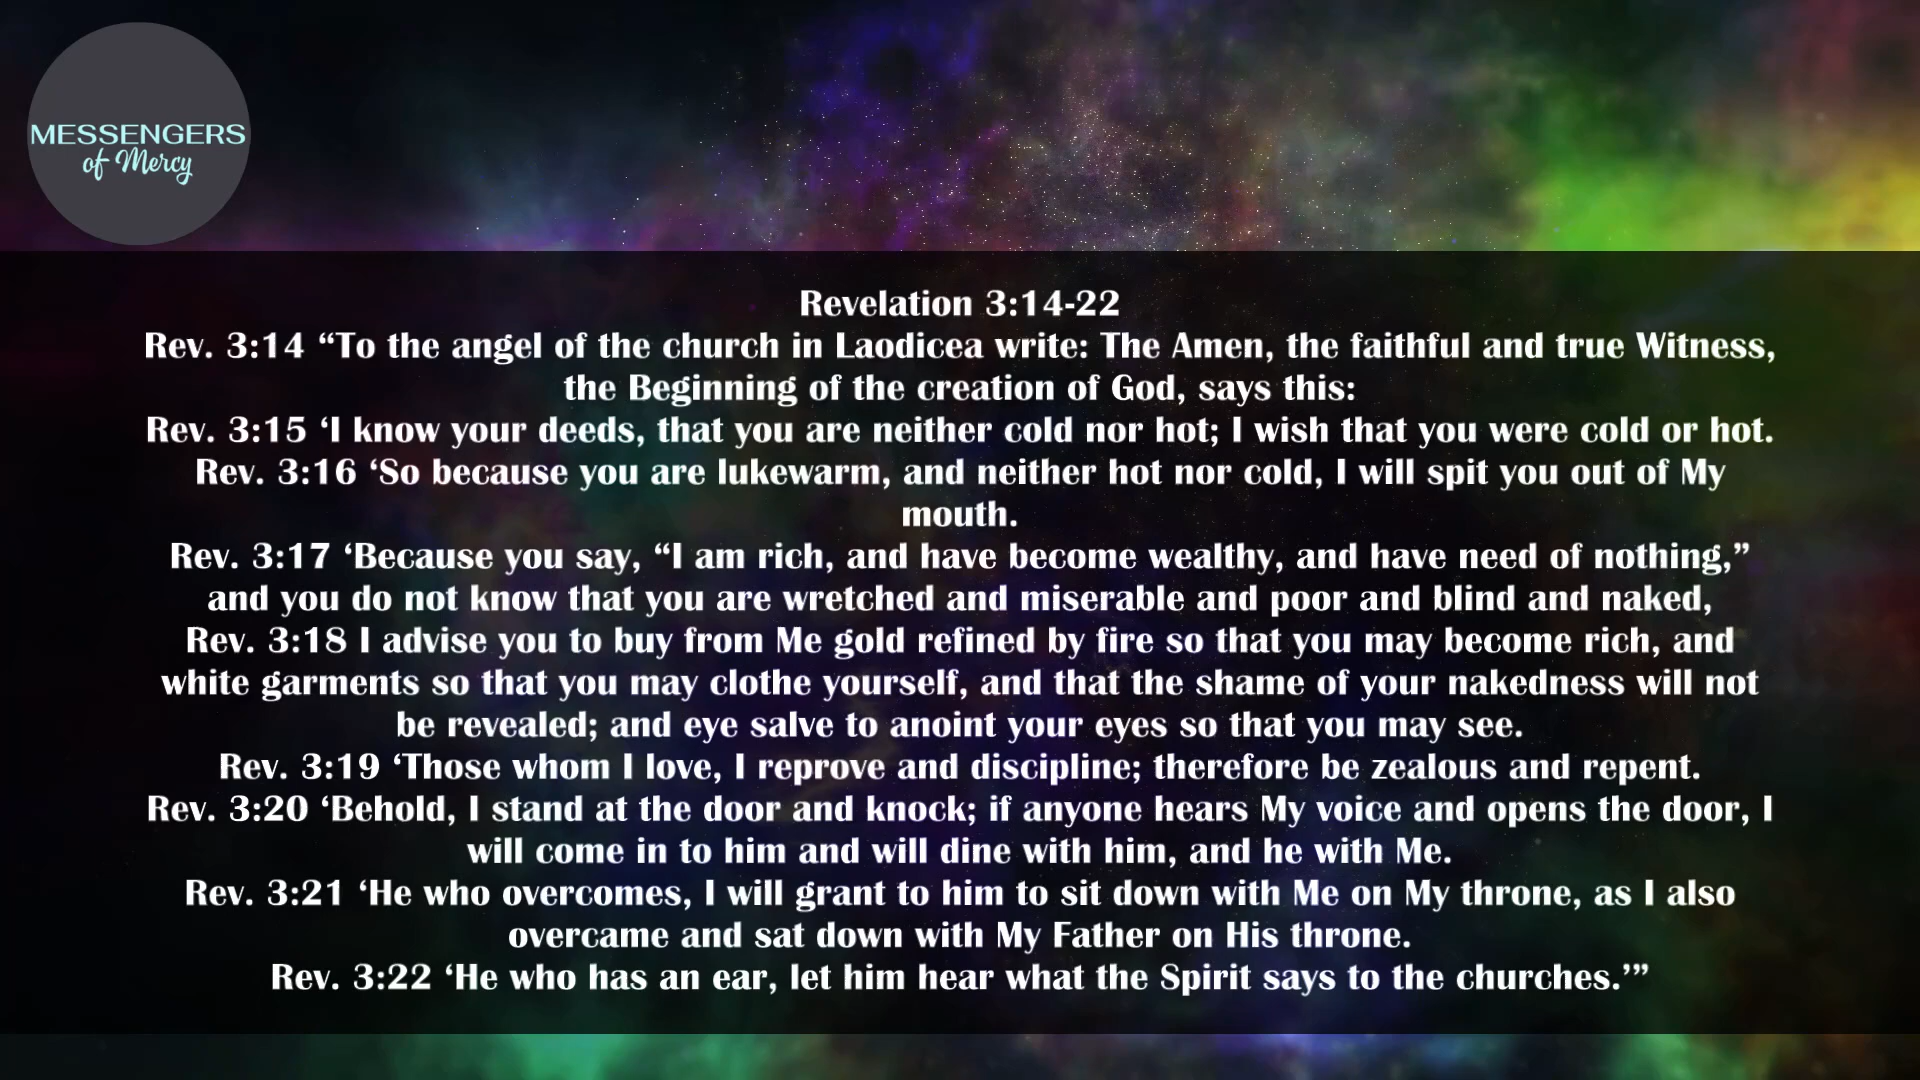 MESSENGERS
of Mercy
Revelation 3:14-22
Rev. 3:14 “To the angel of the church in Laodicea write: The Amen, the faithful and true Witness,
the Beginning of the creation of God, says this:
Rev. 3:15 ‘I know your deeds, that you are neither cold nor hot; I wish that you were cold or hot.
Rev. 3:16 ‘So because you are lukewarm, and neither hot nor cold, I will spit you out of My
mouth.
Rev. 3:17 ‘Because you say, “I am rich, and have become wealthy, and have need of nothing,”
and you do not know that you are wretched and miserable and poor and blind and naked,
Rev. 3:18 I advise you to buy from Me gold refined by fire so that you may become rich, and
white garments so that you may clothe yourself, and that the shame of your nakedness will not
be revealed; and eye salve to anoint your eyes so that you may see.
Rev. 3:19 ‘Those whom I love, I reprove and discipline; therefore be zealous and repent.
Rev. 3:20 ‘Behold, I stand at the door and knock; if anyone hears My voice and opens the door, I
will come in to him and will dine with him, and he with Me.
Rev. 3:21 ‘He who overcomes, I will grant to him to sit down with Me on My throne, as I also
overcame and sat down with My Father on His throne.
Rev. 3:22 ‘He who has an ear, let him hear what the Spirit says to the churches.’”